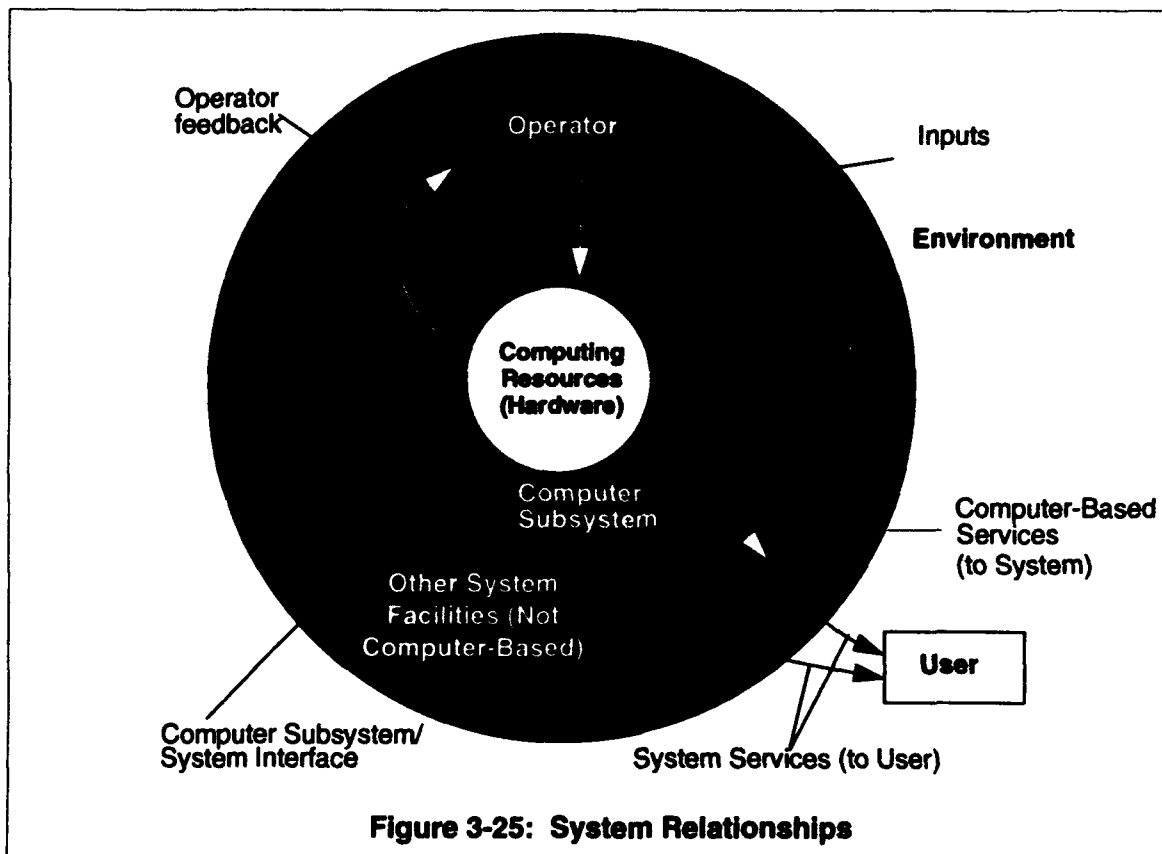 Operator
feedback
Operator
Inputs
Environment
Computing
Resources
(Hardware)
Computer
Subsystem
Computer-Based
Services
(to System)
Other System
Facilities (Not
Computer-Based)
User
Computer Subsystem/
System Interface
System Services (to User)
Figure 3-25: System Relationships